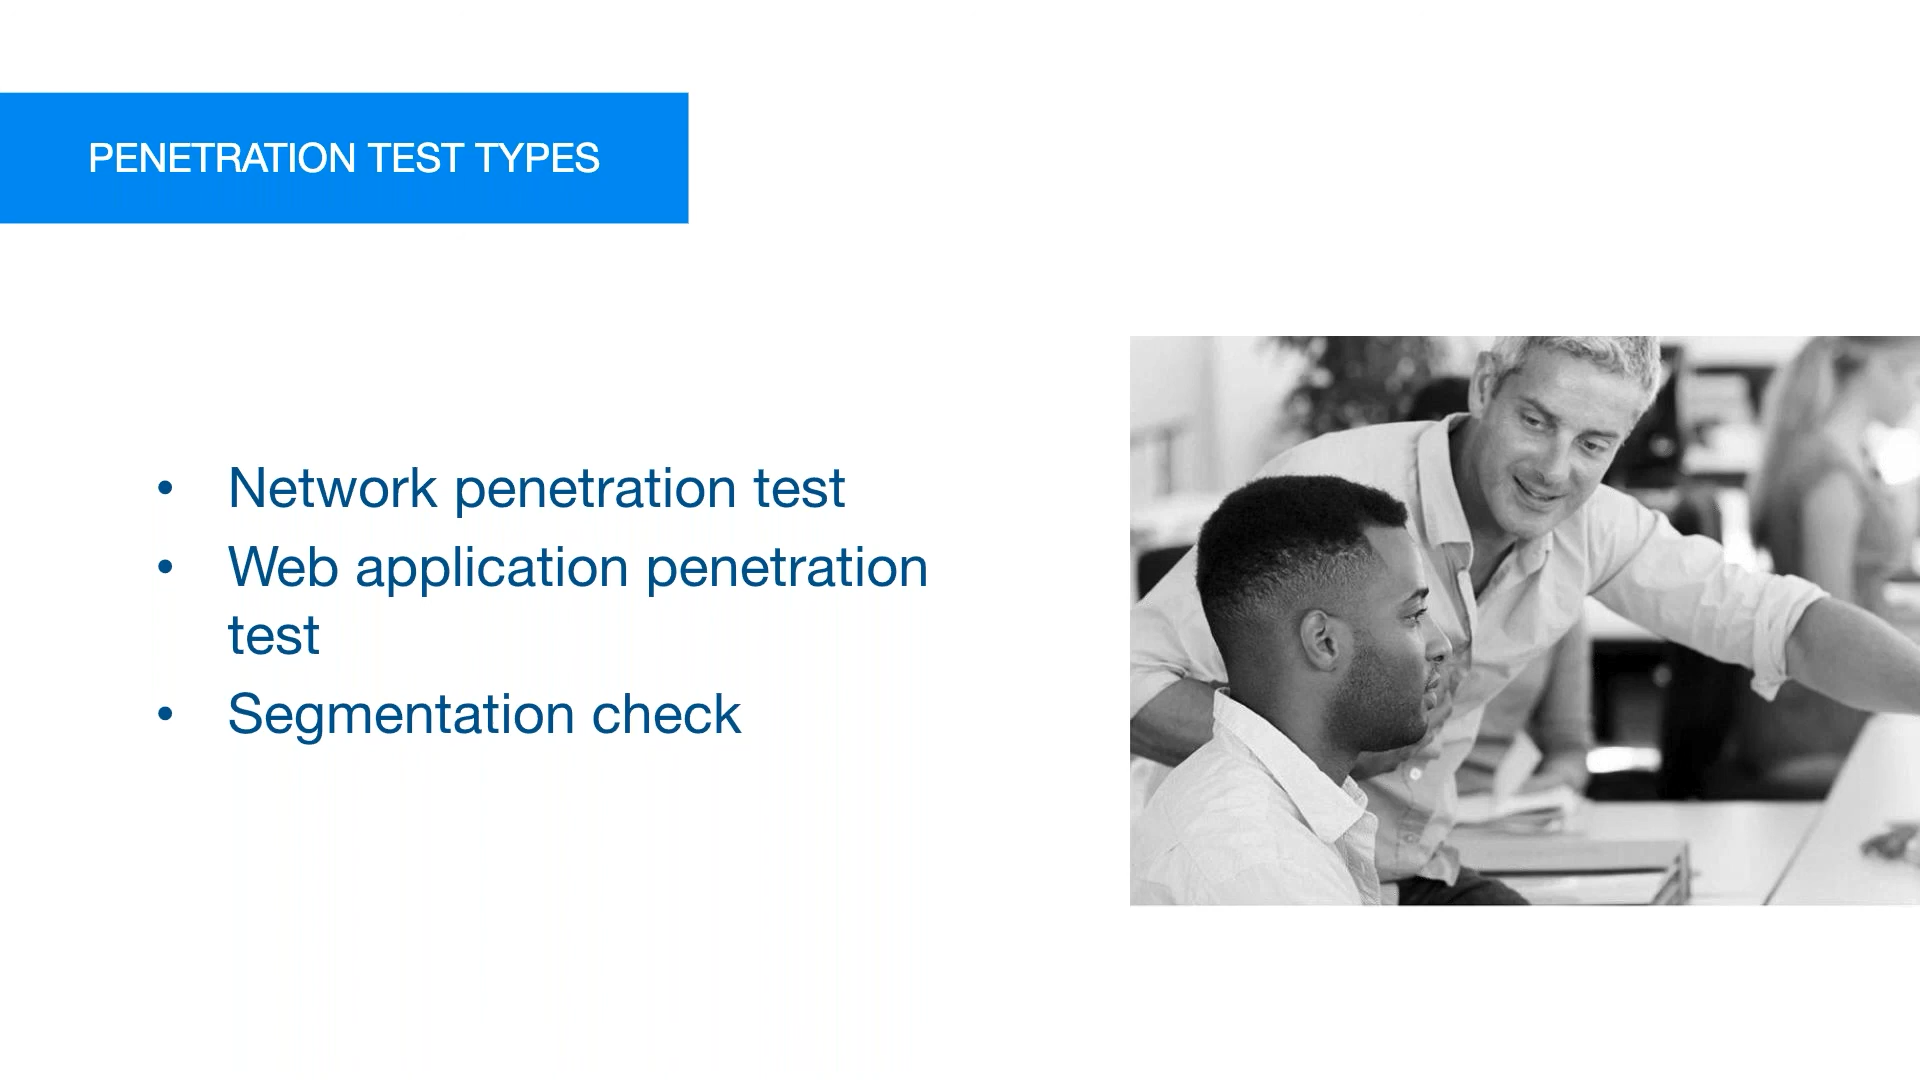 PENETRATION TEST TYPES
• Network penetration test
• Web application penetration
test
• Segmentation check